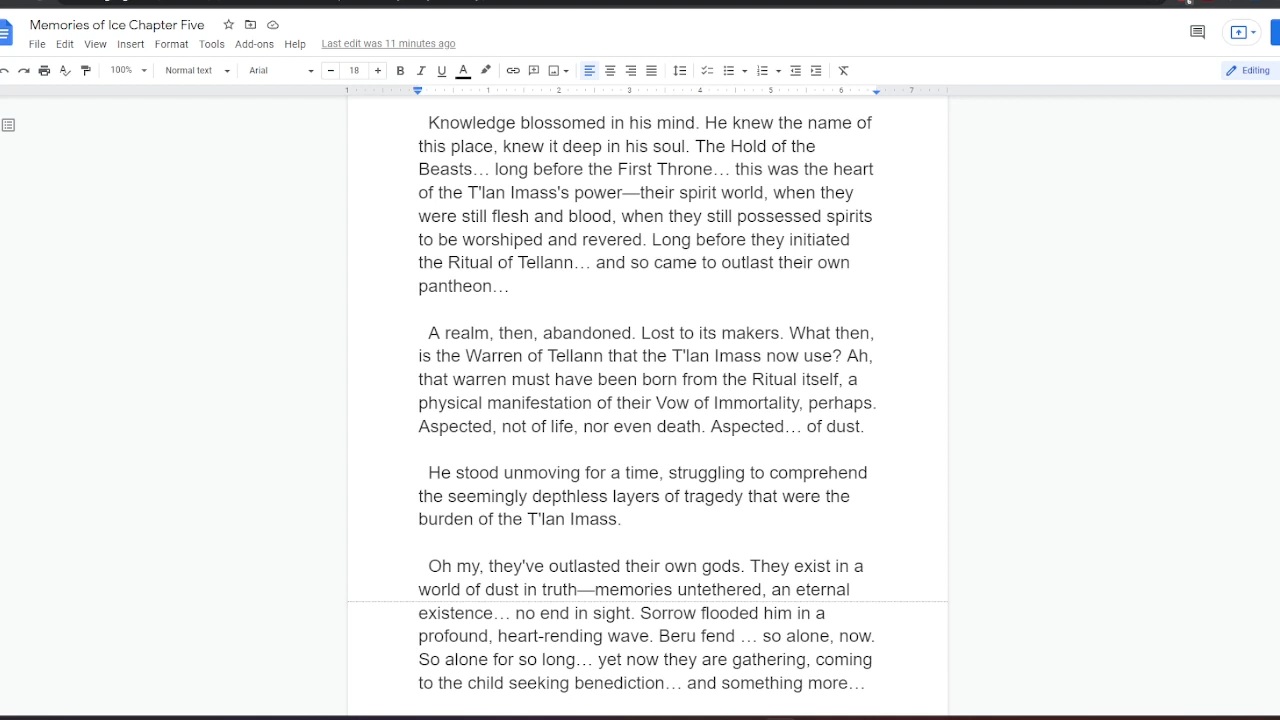 Memories of Ice Chapter Five
File Edit View Insert Format Tools Add-ons Help Last edit was 11 minutes ago
100% Normal text Arial 18 B I U A Editing
1 1 2 3 4 5 6 7
Knowledge blossomed in his mind. He knew the name of
this place, knew it deep in his soul. The Hold of the
Beasts… long before the First Throne… this was the heart
of the T'lan Imass's power—their spirit world, when they
were still flesh and blood, when they still possessed spirits
to be worshiped and revered. Long before they initiated
the Ritual of Tellann… and so came to outlast their own
pantheon…
A realm, then, abandoned. Lost to its makers. What then,
is the Warren of Tellann that the T'lan Imass now use? Ah,
that warren must have been born from the Ritual itself, a
physical manifestation of their Vow of Immortality, perhaps.
Aspected, not of life, nor even death. Aspected… of dust.
He stood unmoving for a time, struggling to comprehend
the seemingly depthless layers of tragedy that were the
burden of the T'lan Imass.
Oh my, they've outlasted their own gods. They exist in a
world of dust in truth—memories untethered, an eternal
existence… no end in sight. Sorrow flooded him in a
profound, heart-rending wave. Beru fend … so alone, now.
So alone for so long… yet now they are gathering, coming
to the child seeking benediction… and something more…